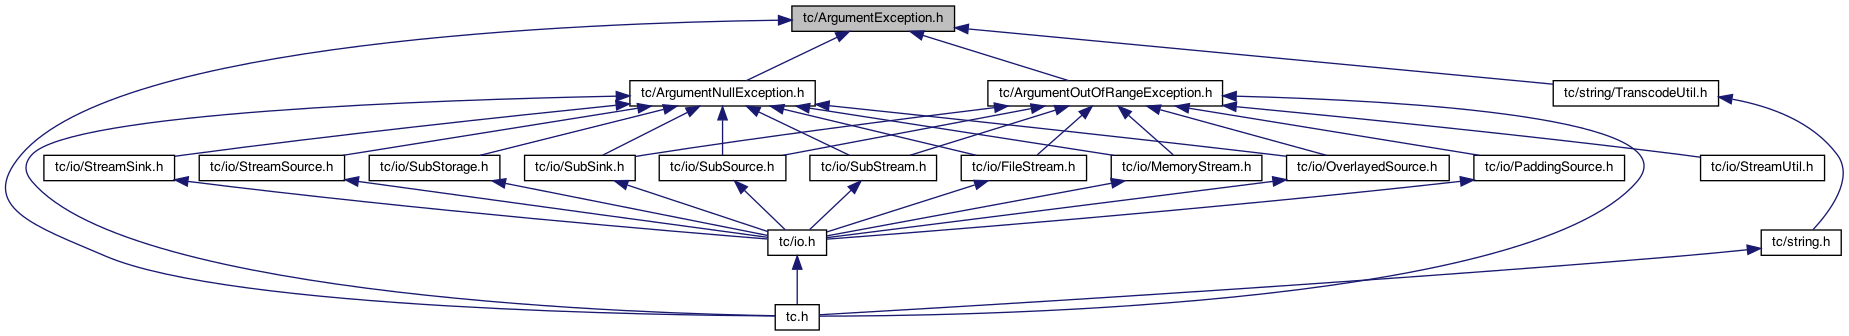 tc/ArgumentException.h
tc/ArgumentNullException.h
tc/ArgumentOutOfRangeException.h
tc/string/TranscodeUtil.h
tc/io/StreamSink.h
tc/io/StreamSource.h
tc/io/SubStorage.h
tc/io/SubSink.h
tc/io/SubSource.h
tc/io/SubStream.h
tc/io/FileStream.h
tc/io/MemoryStream.h
tc/io/OverlayedSource.h
tc/io/PaddingSource.h
tc/io/StreamUtil.h
tc/io.h
tc/string.h
tc.h